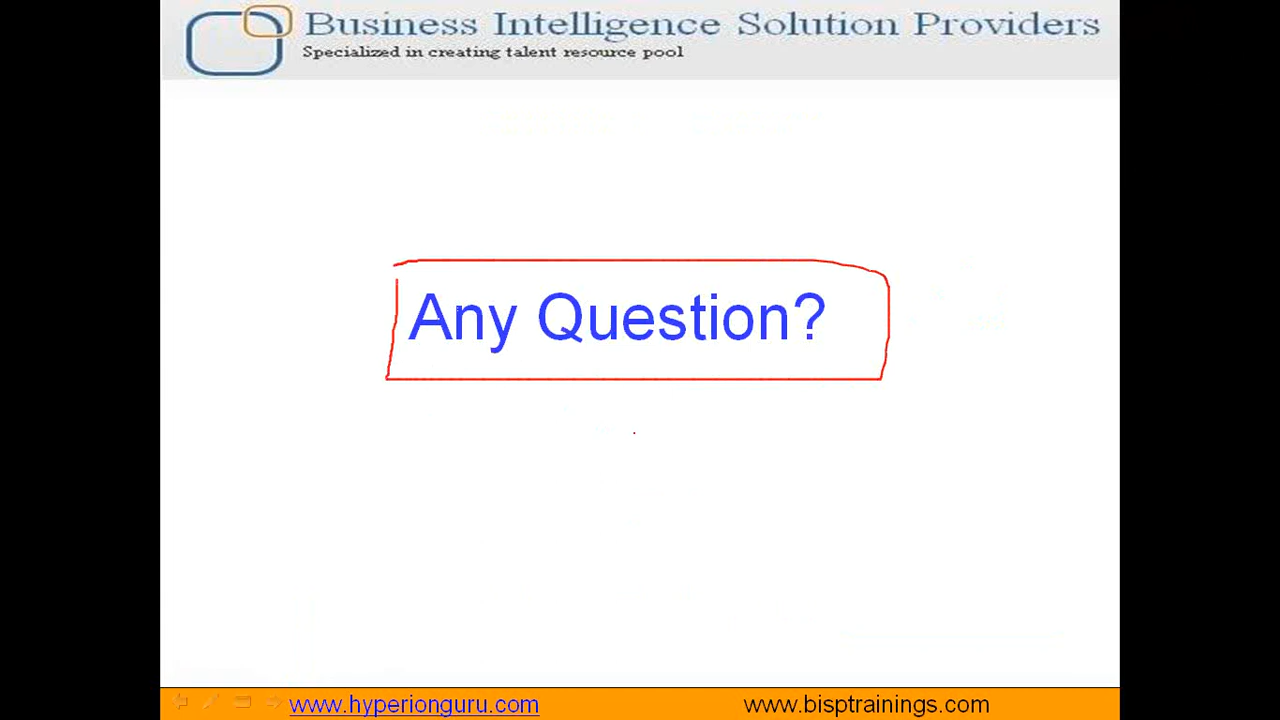 Business Intelligence Solution Providers
Specialized in creating talent resource pool
Any Question?
www.hyperionguru.com
www.bisptrainings.com